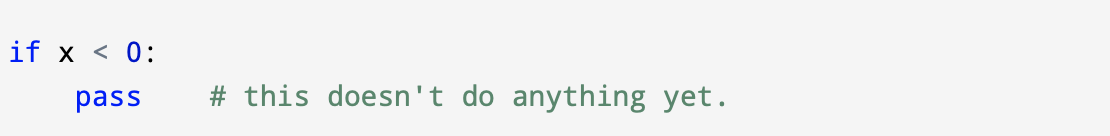 if x < 0:
    pass    # this doesn't do anything yet.